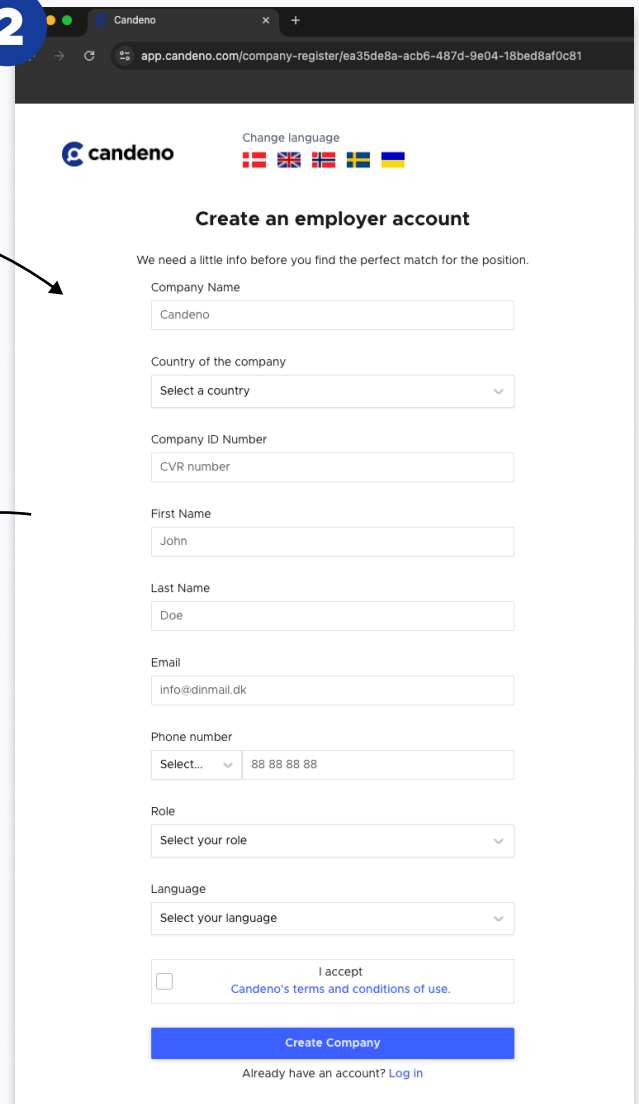 2
Candeno
app.candeno.com/company-register/ea35de8a-acb6-487d-9e04-18bed8af0c81
candeno
Change language
Create an employer account
We need a little info before you find the perfect match for the position.
Company Name
Candeno
Country of the company
Select a country
Company ID Number
CVR number
First Name
John
Last Name
Doe
Email
info@dinmail.dk
Phone number
Select... 88 88 88 88
Role
Select your role
Language
Select your language
I accept
Candeno's terms and conditions of use.
Create Company
Already have an account? Log in